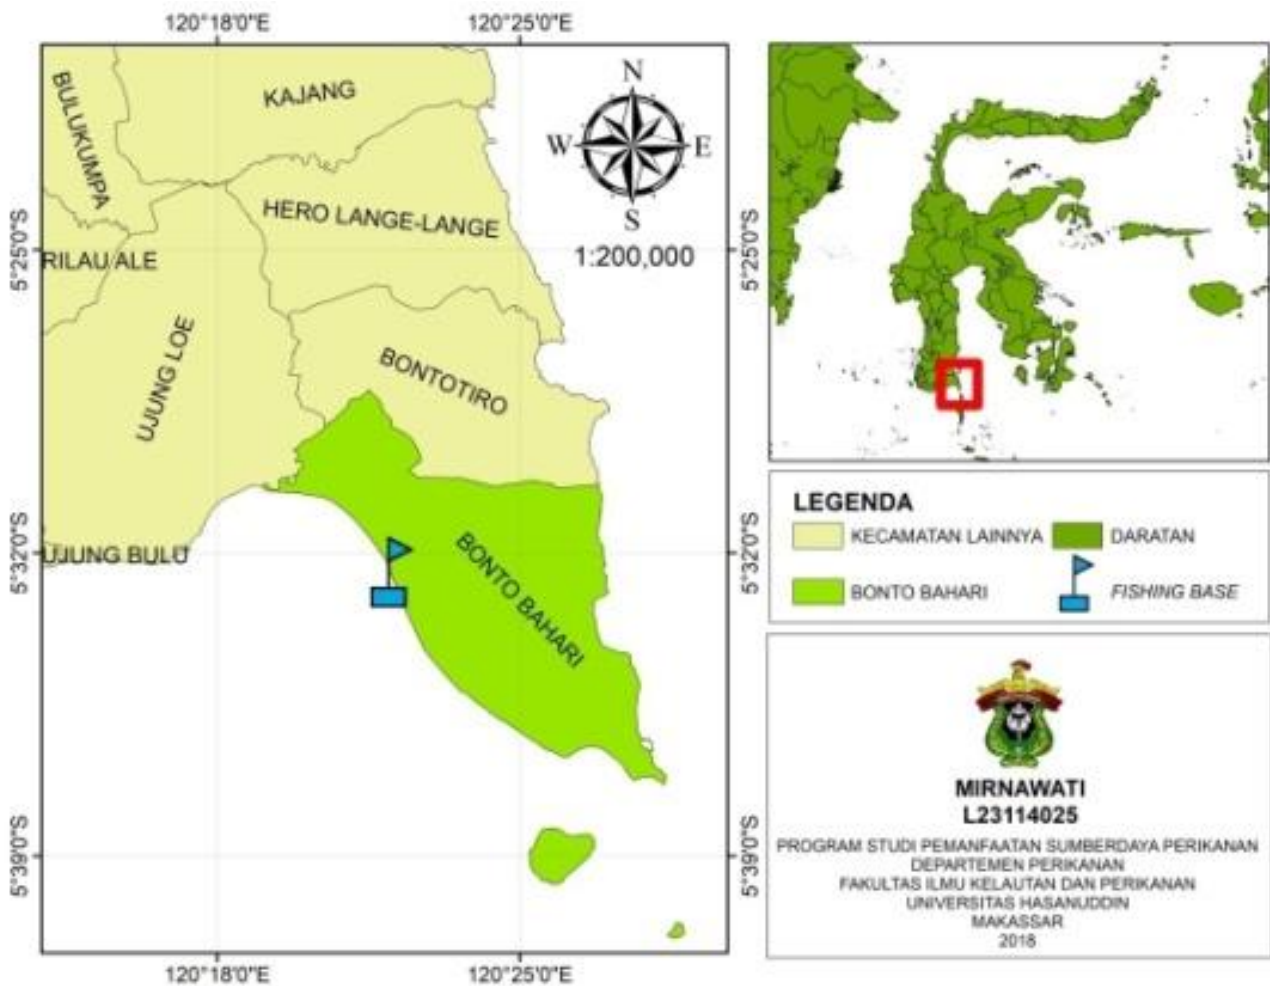 120°18'0"E
120°25'0"E
BULUKUMPA
KAJANG
N
W
E
S
HERO LANGE-LANGE
1:200,000
5°25'0"S
5°25'0"S
RILAU ALE
UJUNG LOE
BONTOTIRO
UJUNG BULU
5°32'0"S
5°32'0"S
BONTO BAHARI
5°39'0"S
5°39'0"S
120°18'0"E
120°25'0"E
LEGENDA
KECAMATAN LAINNYA
DARATAN
BONTO BAHARI
FISHING BASE
MIRNAWATI
L23114025
PROGRAM STUDI PEMANFAATAN SUMBERDAYA PERIKANAN
DEPARTEMEN PERIKANAN
FAKULTAS ILMU KELAUTAN DAN PERIKANAN
UNIVERSITAS HASANUDDIN
MAKASSAR
2018